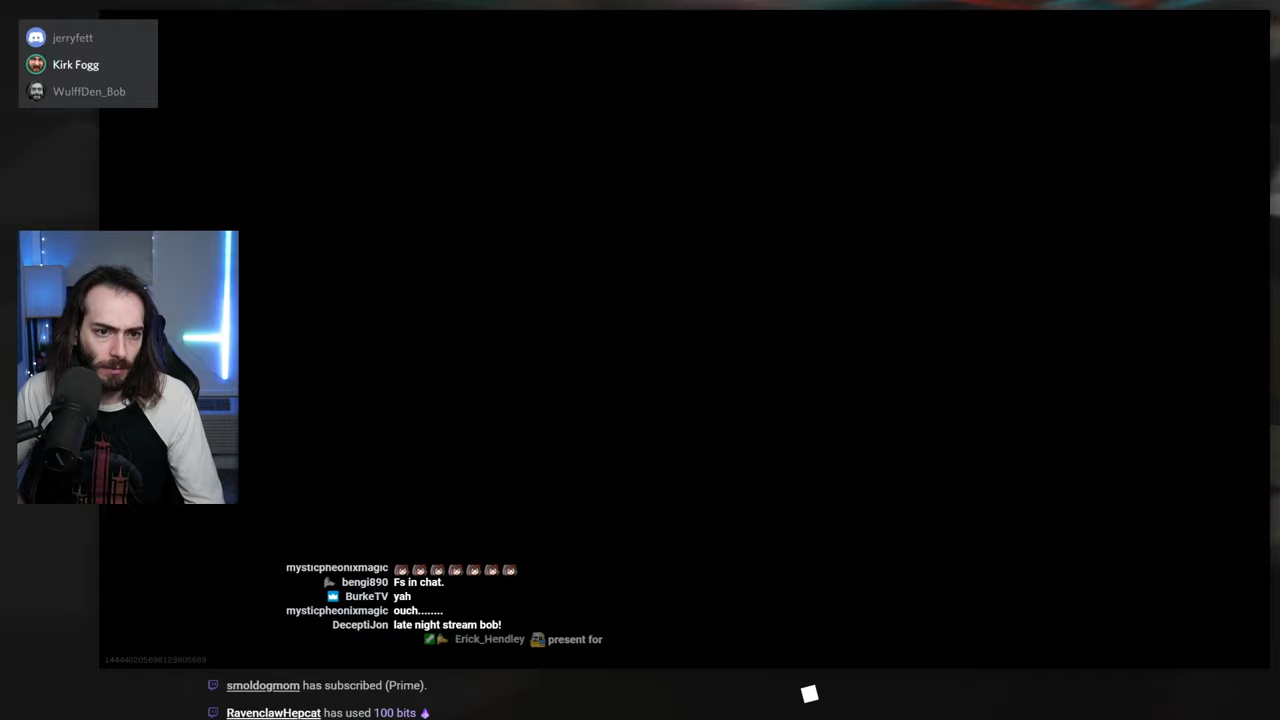 jerryfett
Kirk Fogg
WulffDen_Bob
mysticpheonixmagic
bengi890 Fs in chat.
BurkeTV yah
mysticpheonixmagic ouch........
DeceptiJon late night stream bob!
Erick_Hendley present for
smoldogmom has subscribed (Prime).
RavenclawHepcat has used 100 bits